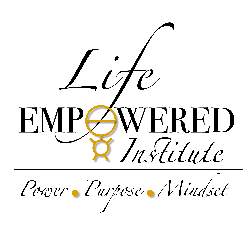 Life
EMPOWERED
Institute
Power • Purpose • Mindset